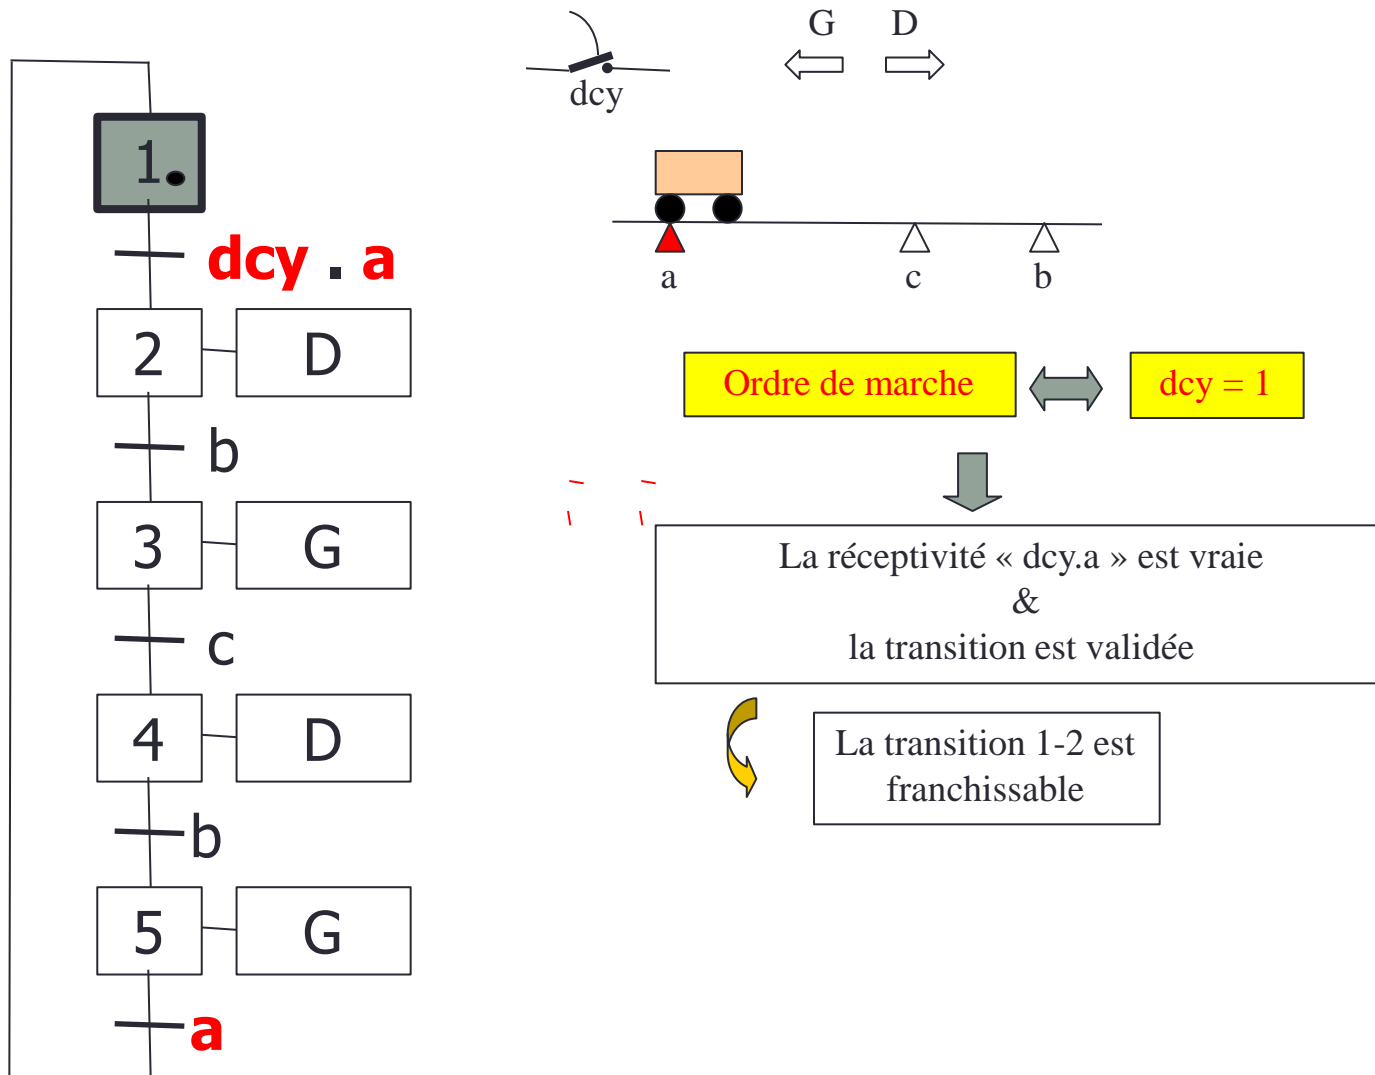 G D
dcy
1.
dcy . a
a c b
2 D
Ordre de marche
dcy = 1
b
3 G
La réceptivité « dcy.a » est vraie
&
la transition est validée
c
4 D
La transition 1-2 est
franchissable
b
5 G
a